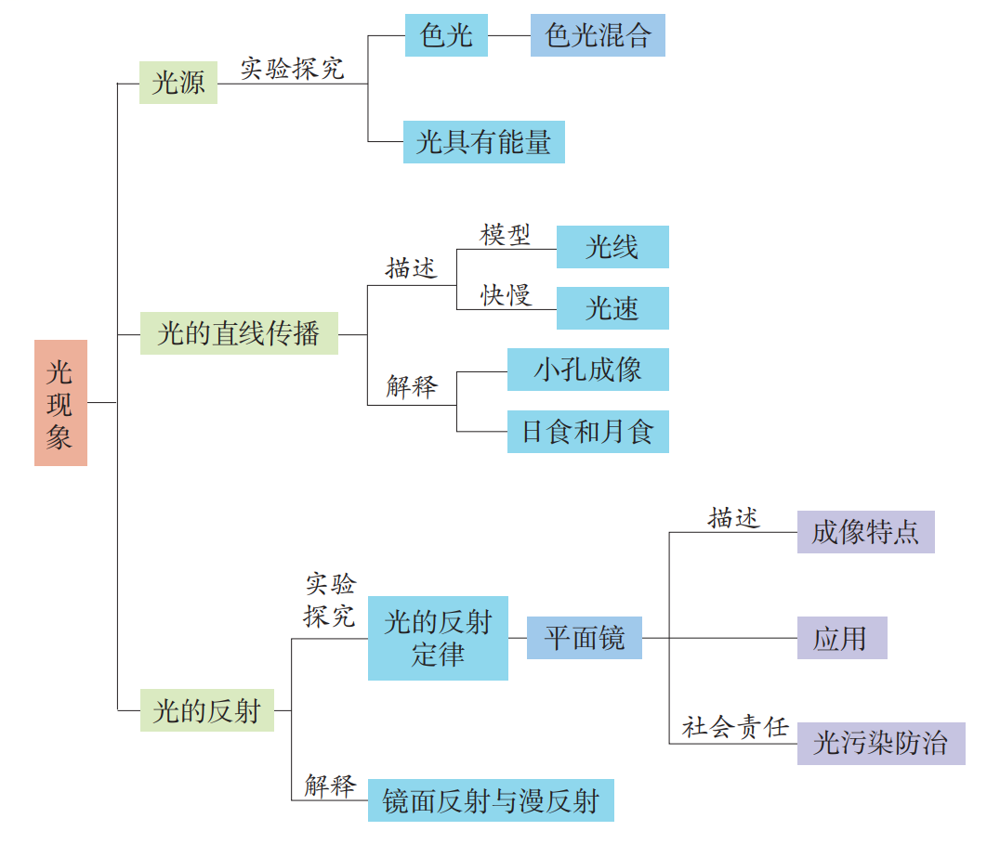 光现象
光源
实验探究
色光
色光混合
光具有能量
光的直线传播
描述
模型
光线
快慢
光速
解释
小孔成像
日食和月食
光的反射
实验
探究
光的反射
定律
平面镜
描述
成像特点
应用
社会责任
光污染防治
解释
镜面反射与漫反射